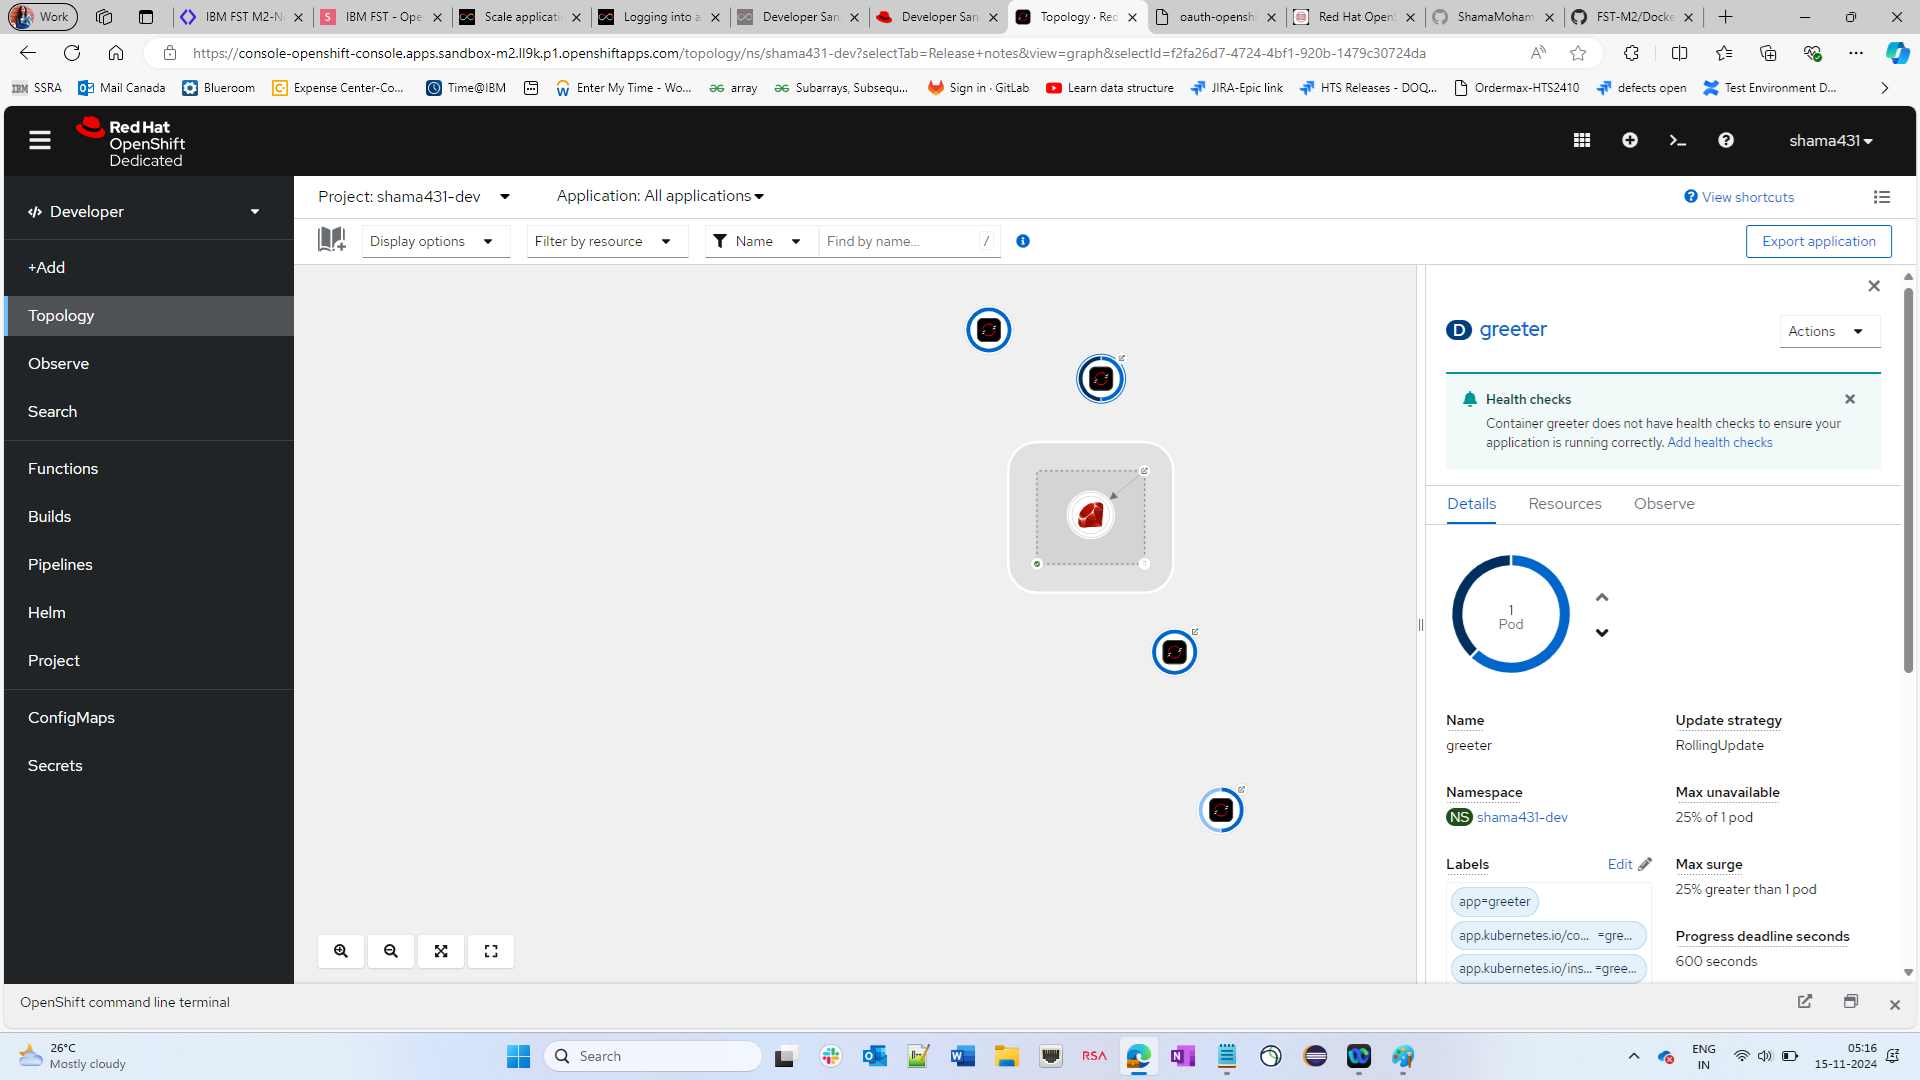 Work
IBM FST M2-N
IBM FST - Ope
Scale applicati
Logging into a
Developer San
Developer San
Topology · Red
oauth-openshi
Red Hat OpenS
ShamaMoham
FST-M2/Docke
https://console-openshift-console.apps.sandbox-m2.ll9k.p1.openshiftapps.com/topology/ns/shama431-dev?selectTab=Release+notes&view=graph&selectId=f2fa26d7-4724-4bf1-920b-1479c30724da
SSRA
Mail Canada
Blueroom
Expense Center-Co...
Time@IBM
Enter My Time - Wo...
array
Subarrays, Subsequ...
Sign in · GitLab
Learn data structure
JIRA-Epic link
HTS Releases - DOQ...
Ordermax-HTS2410
defects open
Test Environment D...
Red Hat
OpenShift
Dedicated
shama431
Developer
+Add
Topology
Observe
Search
Functions
Builds
Pipelines
Helm
Project
ConfigMaps
Secrets
Project: shama431-dev
Application: All applications
View shortcuts
Display options
Filter by resource
Name
Find by name...
/
Export application
D greeter
Actions
Health checks
Container greeter does not have health checks to ensure your
application is running correctly. Add health checks
Details
Resources
Observe
1
Pod
Name
greeter
Update strategy
RollingUpdate
Namespace
NS shama431-dev
Max unavailable
25% of 1 pod
Labels
Edit
Max surge
25% greater than 1 pod
app=greeter
app.kubernetes.io/co... =gre...
app.kubernetes.io/ins... =gree...
Progress deadline seconds
600 seconds
OpenShift command line terminal
26°C
Mostly cloudy
Search
RSA
ENG
IN
05:16
15-11-2024